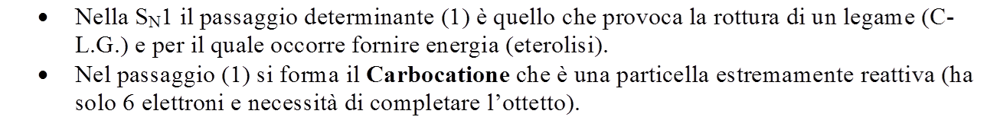 • Nella SN1 il passaggio determinante (1) è quello che provoca la rottura di un legame (C-
L.G.) e per il quale occorre fornire energia (eterolisi).
• Nel passaggio (1) si forma il Carbocatione che è una particella estremamente reattiva (ha
solo 6 elettroni e necessità di completare l’ottetto).